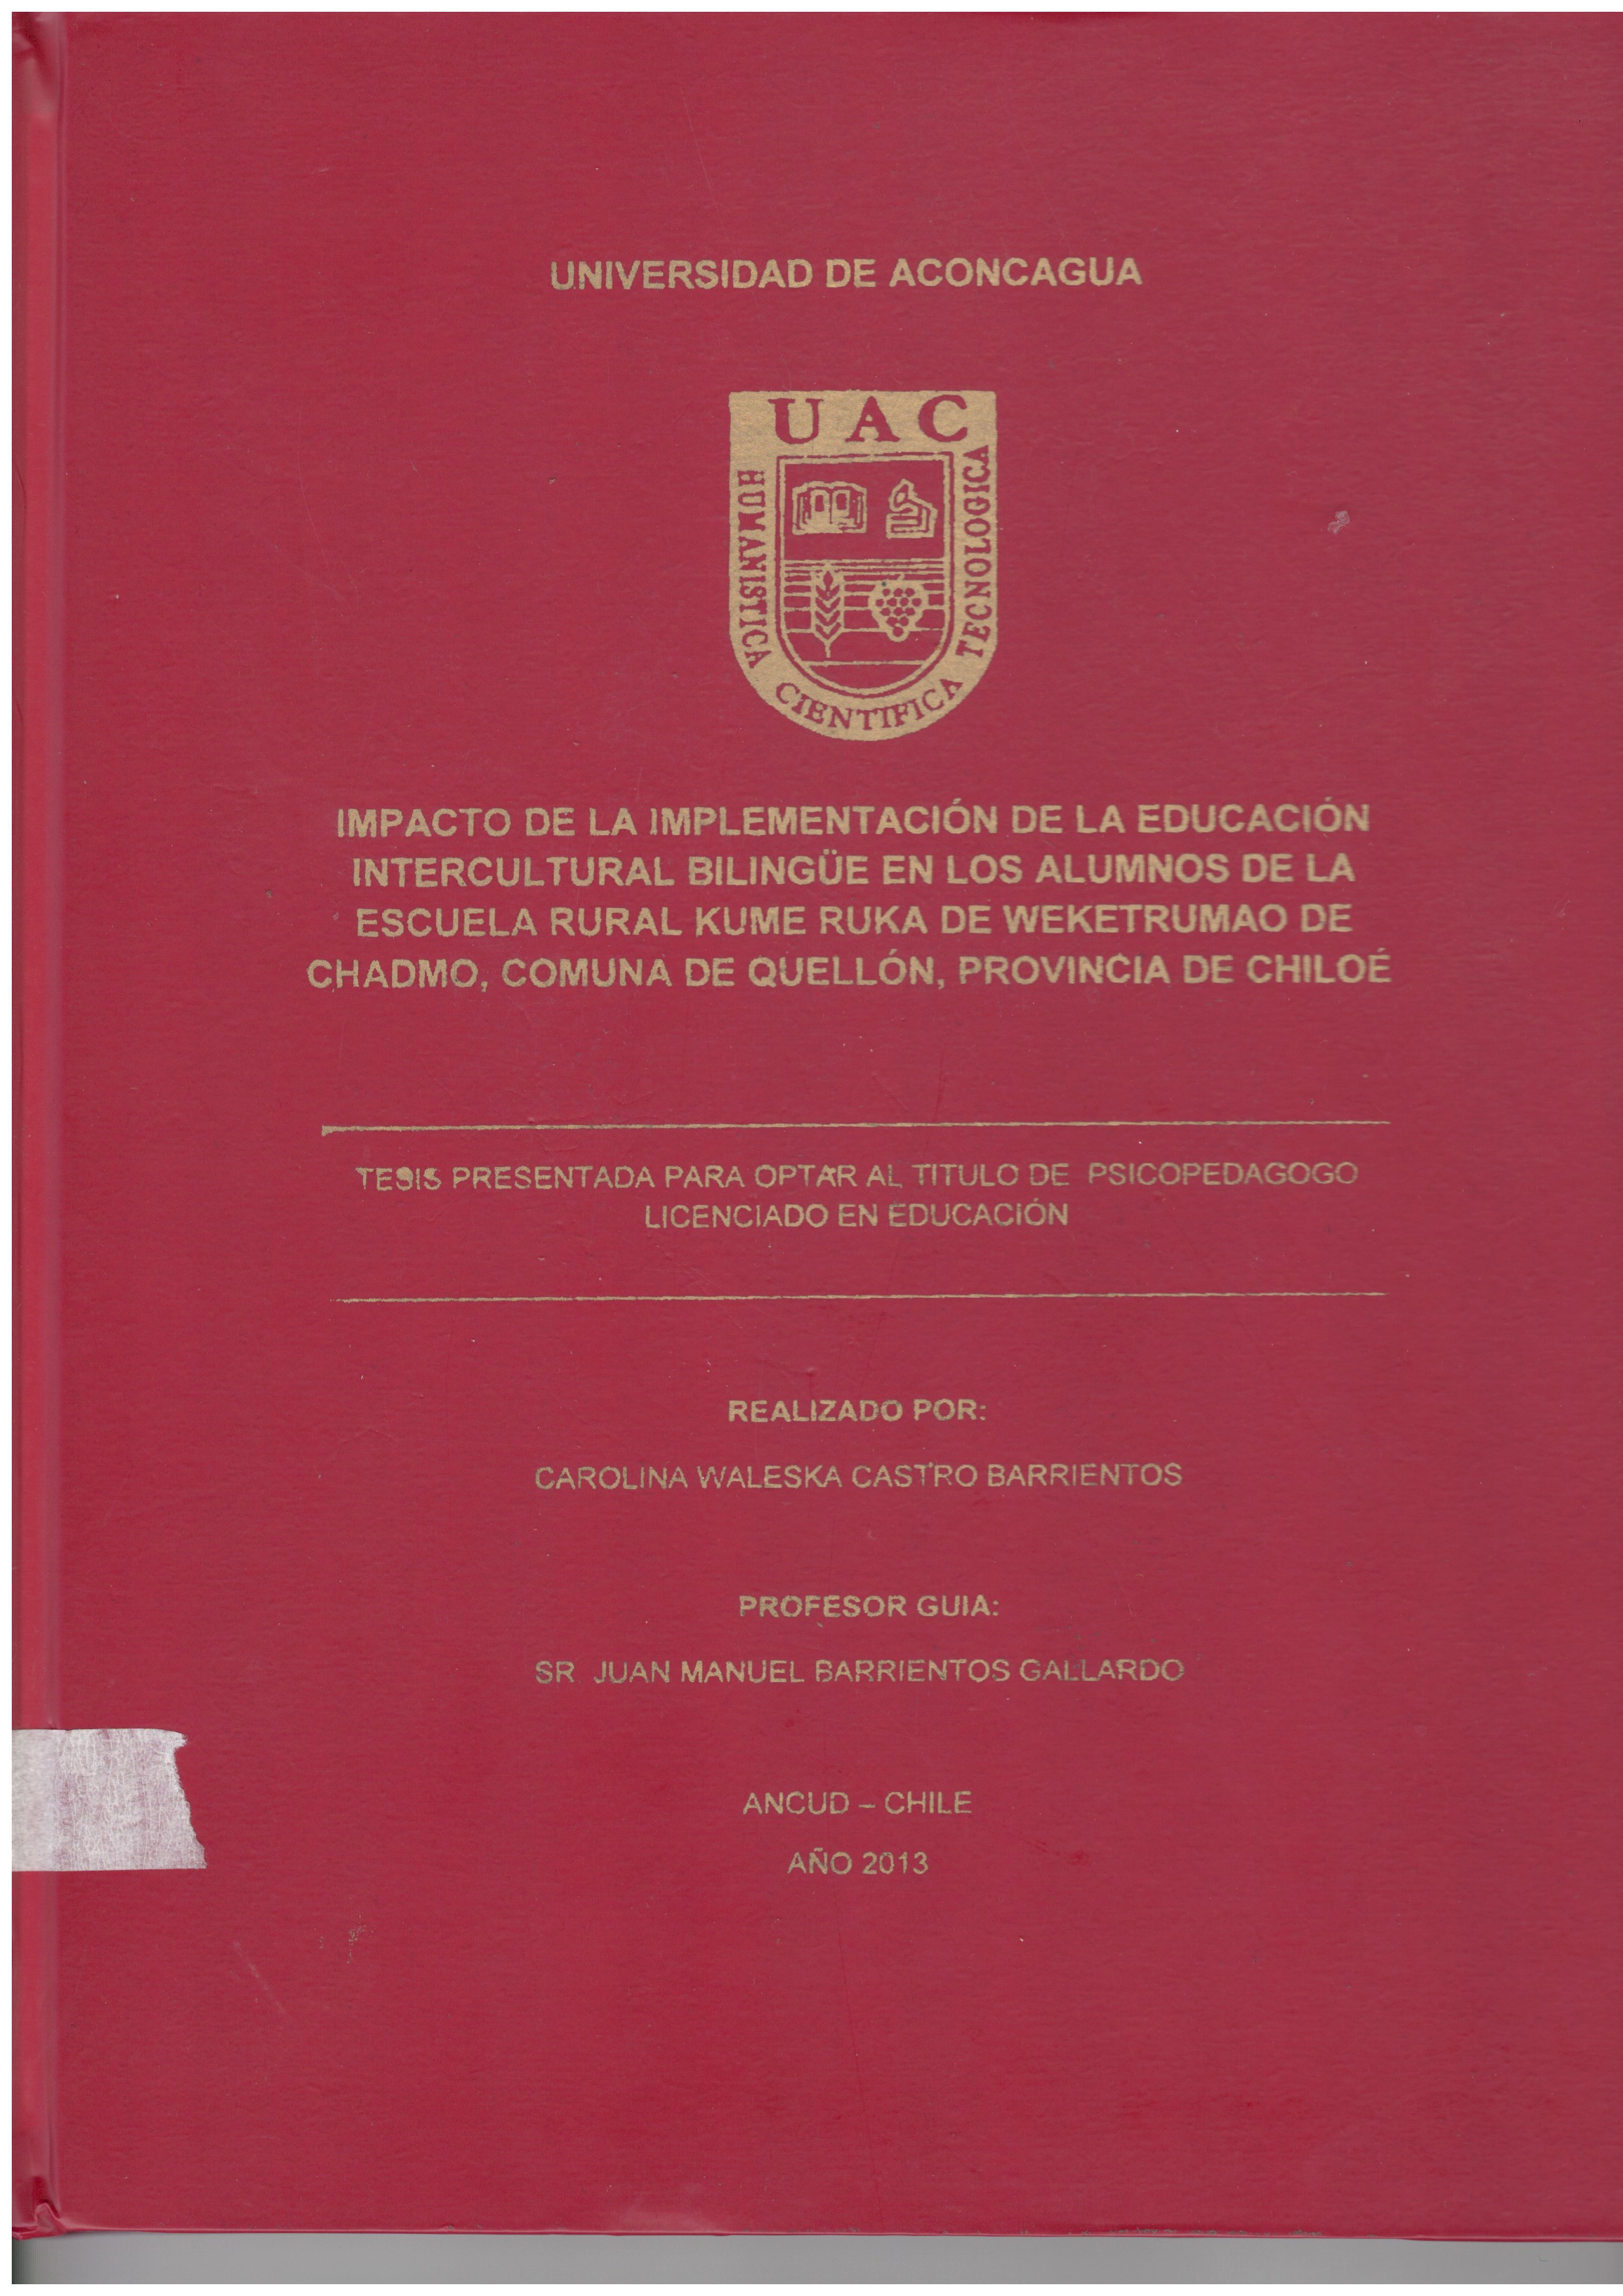 UNIVERSIDAD DE ACONCAGUA
UAC
HUMANISTICA CIENTIFICA TECNOLOGICA
IMPACTO DE LA IMPLEMENTACIÓN DE LA EDUCACIÓN
INTERCULTURAL BILINGÜE EN LOS ALUMNOS DE LA
ESCUELA RURAL KUME RUKA DE WEKETRUMAO DE
CHADMO, COMUNA DE QUELLÓN, PROVINCIA DE CHILOÉ
TESIS PRESENTADA PARA OPTAR AL TITULO DE PSICOPEDAGOGO
LICENCIADO EN EDUCACIÓN
REALIZADO POR:
CAROLINA WALESKA CASTRO BARRIENTOS
PROFESOR GUIA:
SR JUAN MANUEL BARRIENTOS GALLARDO
ANCUD – CHILE
AÑO 2013